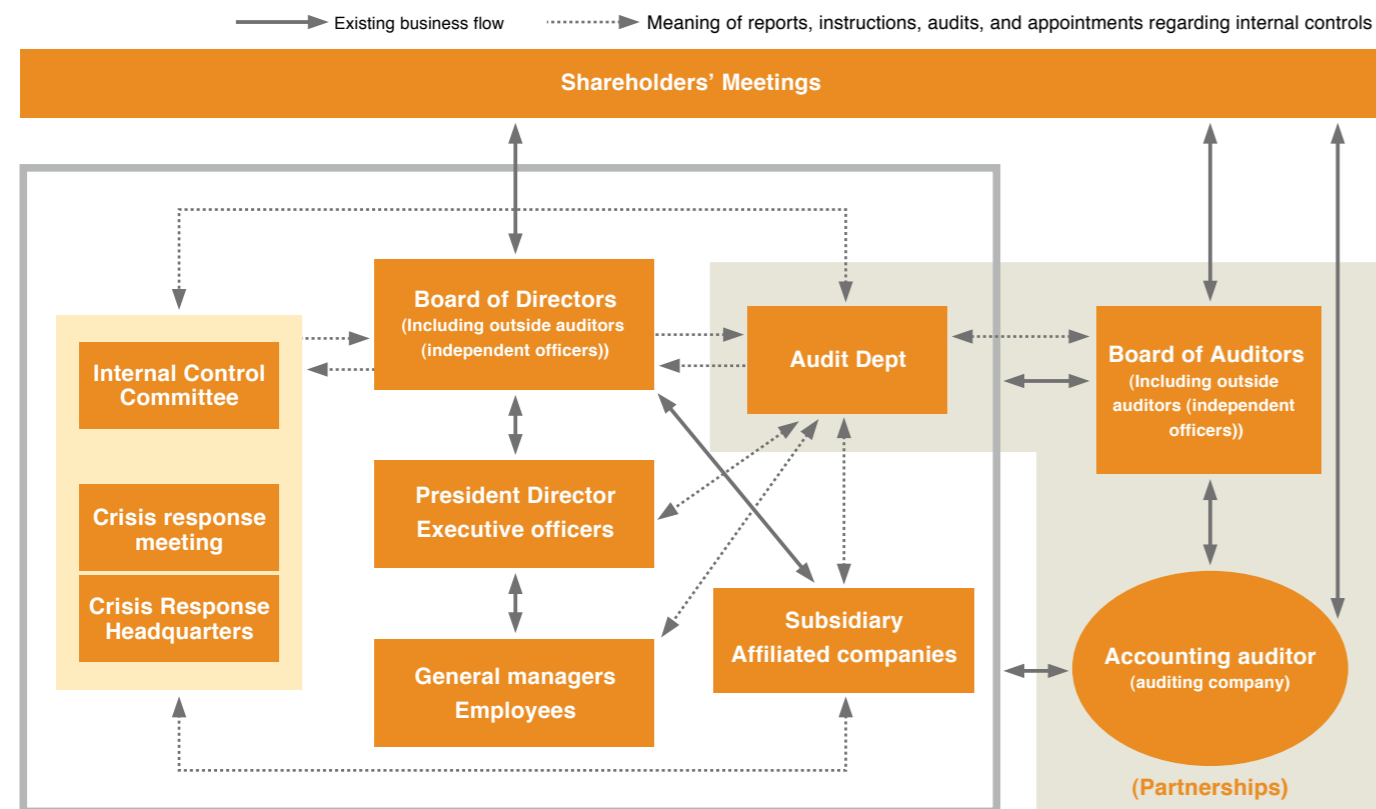 Existing business flow
Meaning of reports, instructions, audits, and appointments regarding internal controls
Shareholders' Meetings
Board of Directors
(Including outside auditors
(independent officers))
Audit Dept
Board of Auditors
(Including outside
auditors (independent
officers))
Internal Control
Committee
President Director
Executive officers
Crisis response
meeting
Crisis Response
Headquarters
Subsidiary
Affiliated companies
General managers
Employees
Accounting auditor
(auditing company)
(Partnerships)